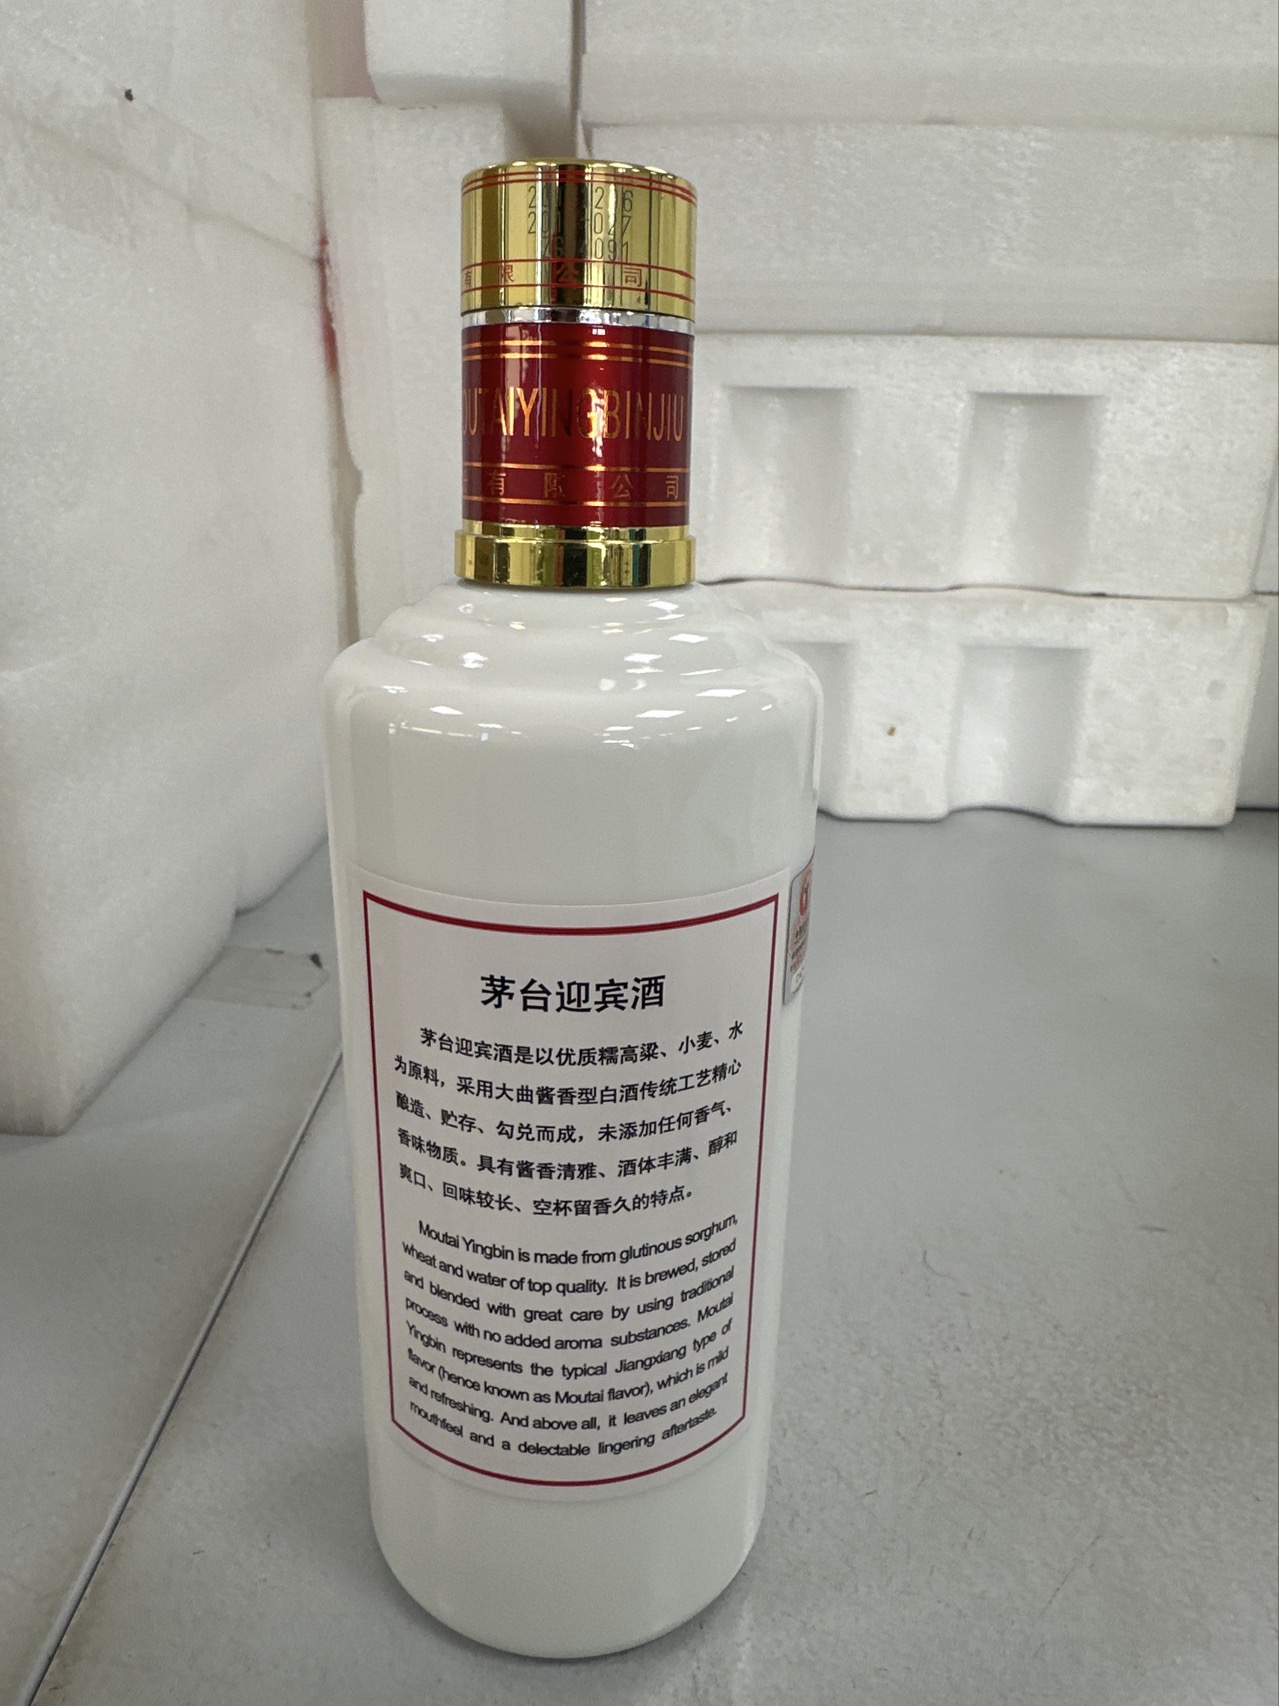 有限公司
OUTAIYINGBINJIU
有限公司
茅台迎宾酒
茅台迎宾酒是以优质糯高粱、小麦、水
为原料，采用大曲酱香型白酒传统工艺精心
酿造、贮存、勾兑而成，未添加任何香气、
香味物质。具有酱香清雅、酒体丰满、醇和
爽口、回味较长、空杯留香久的特点。
Moutai Yingbin is made from glutinous sorghum,
wheat and water of top quality. It is brewed, stored
and blended with great care by using traditional
process with no added aroma substances. Moutai
Yingbin represents the typical Jiangxiang type of
flavor (hence known as Moutai flavor), which is mild
and refreshing. And above all, it leaves an elegant
mouthfeel and a delectable lingering aftertaste.